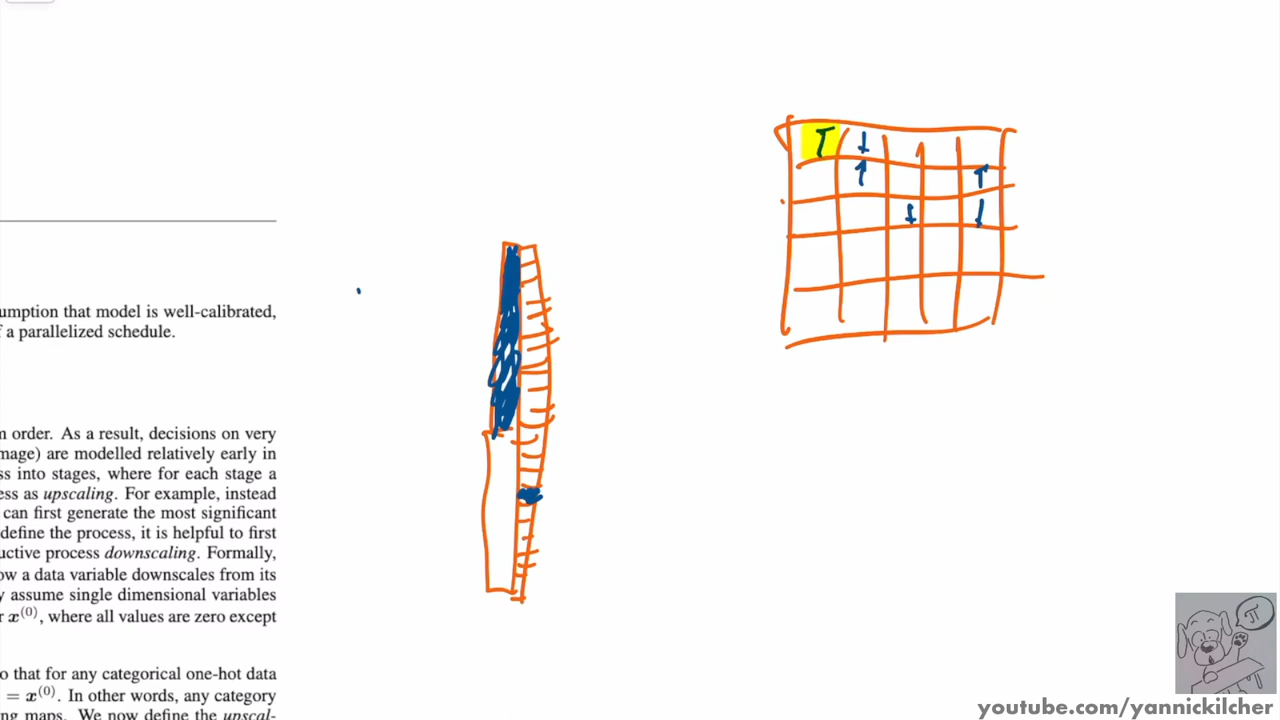 umption that model is well-calibrated,
f a parallelized schedule.
m order. As a result, decisions on very
mage) are modelled relatively early in
ss into stages, where for each stage a
ess as upscaling. For example, instead
can first generate the most significant
define the process, it is helpful to first
uctive process downscaling. Formally,
ow a data variable downscales from its
y assume single dimensional variables
r x⁽⁰⁾, where all values are zero except
o that for any categorical one-hot data
= x⁽⁰⁾. In other words, any category
ng maps. We now define the upscal-
T
π
youtube.com/yannickilcher